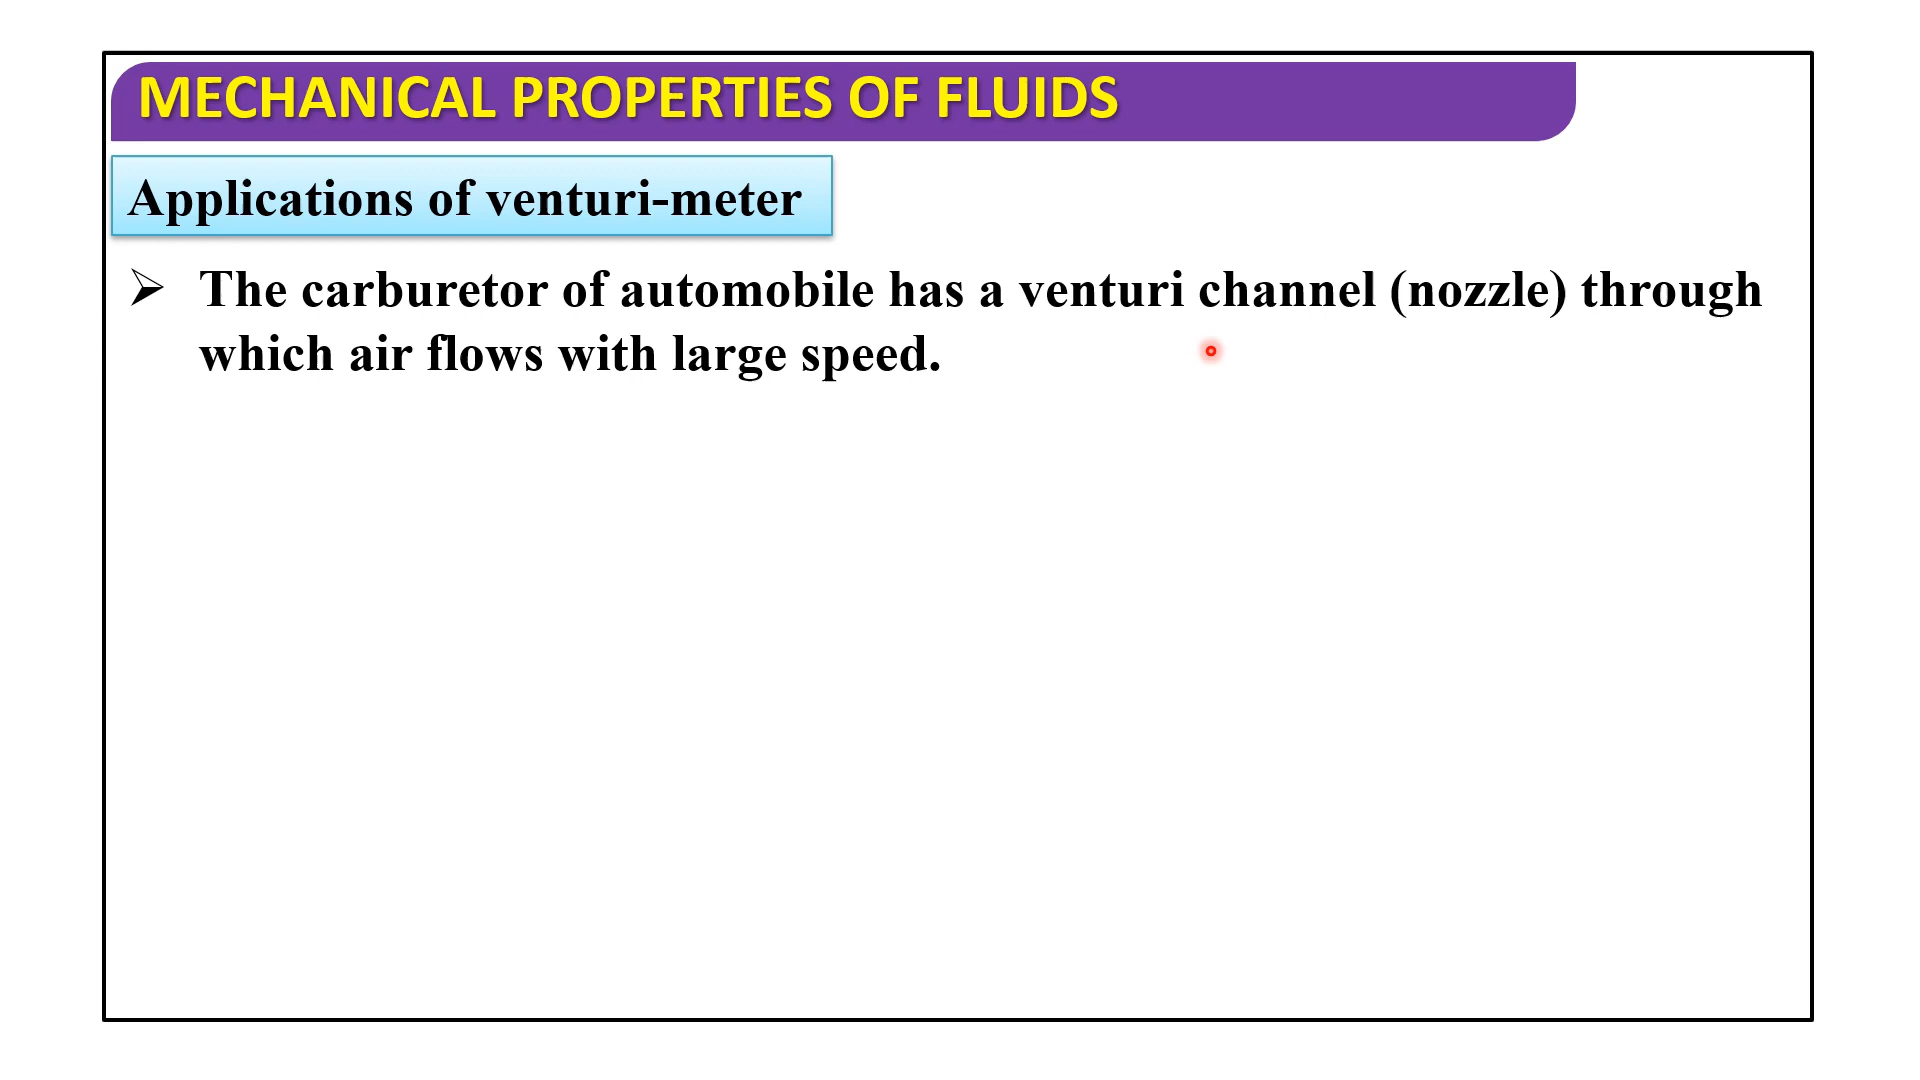 MECHANICAL PROPERTIES OF FLUIDS
Applications of venturi-meter
➢ The carburetor of automobile has a venturi channel (nozzle) through
which air flows with large speed.